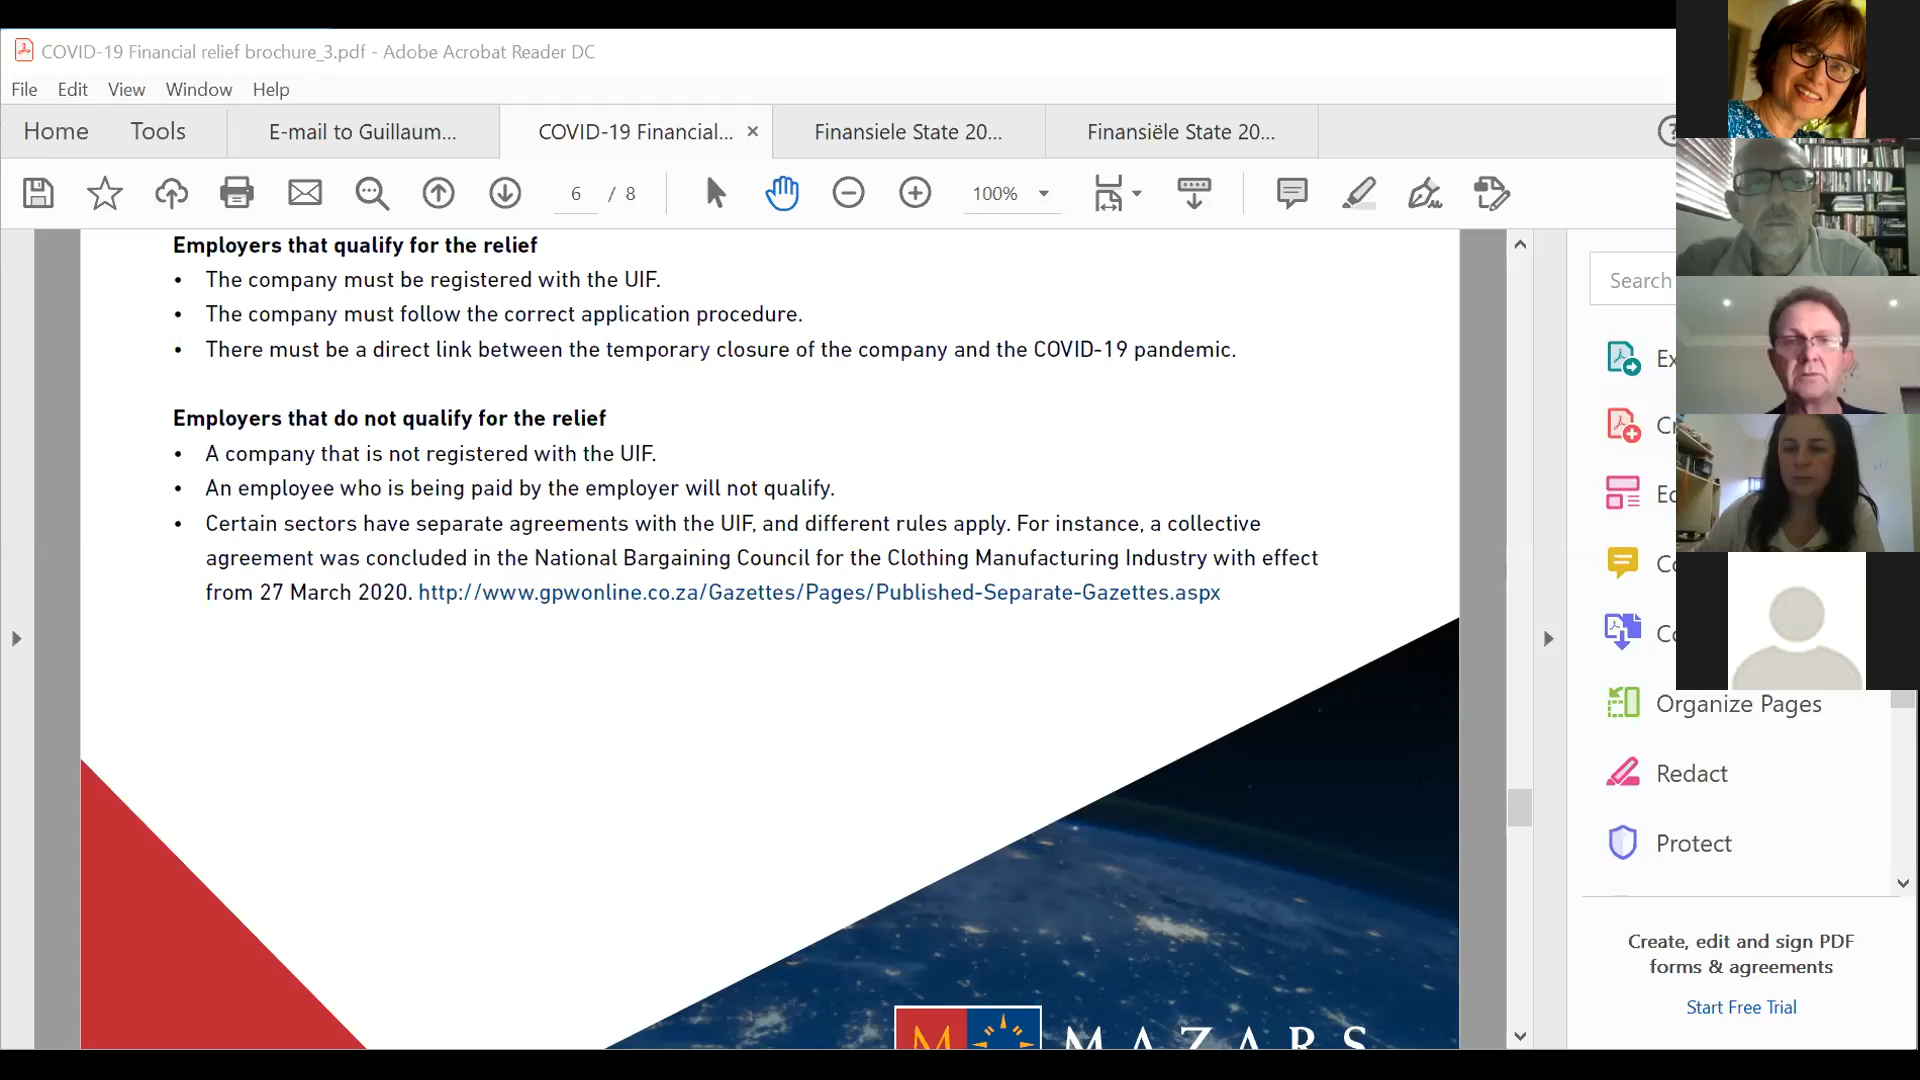 COVID-19 Financial relief brochure_3.pdf - Adobe Acrobat Reader DC
File Edit View Window Help
Home Tools E-mail to Guillaum... COVID-19 Financial... Finansiele State 20... Finansiële State 20...
6 / 8 100%
Employers that qualify for the relief
• The company must be registered with the UIF.
• The company must follow the correct application procedure.
• There must be a direct link between the temporary closure of the company and the COVID-19 pandemic.
Employers that do not qualify for the relief
• A company that is not registered with the UIF.
• An employee who is being paid by the employer will not qualify.
• Certain sectors have separate agreements with the UIF, and different rules apply. For instance, a collective
agreement was concluded in the National Bargaining Council for the Clothing Manufacturing Industry with effect
from 27 March 2020. http://www.gpwonline.co.za/Gazettes/Pages/Published-Separate-Gazettes.aspx
M MAZARS
Search
Ex
Cr
Ed
Co
Co
Organize Pages
Redact
Protect
Create, edit and sign PDF
forms & agreements
Start Free Trial